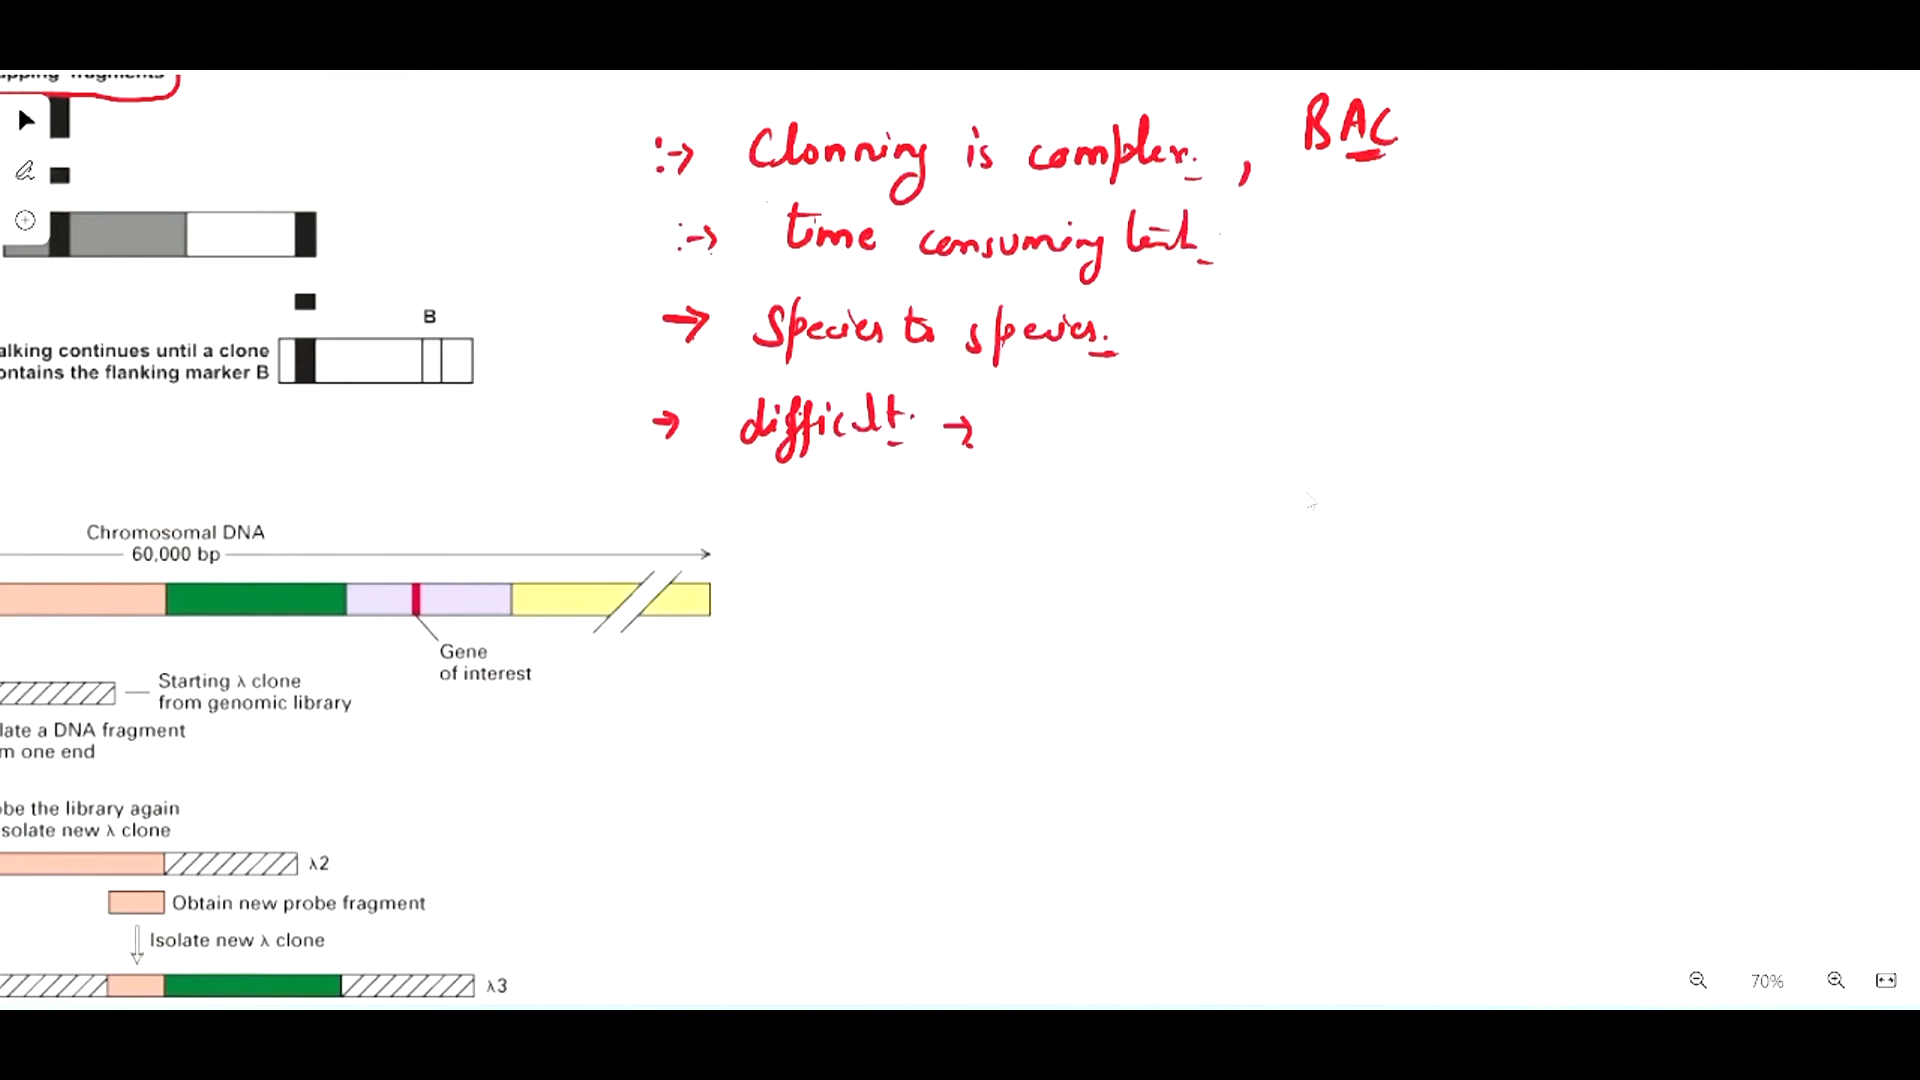 :→ Clonning is complex. , BAC
:→ time consuming
→ Species to species.
→ difficult. →
B
alking continues until a clone
ontains the flanking marker B
Chromosomal DNA
60,000 bp
Gene
of interest
Starting λ clone
from genomic library
late a DNA fragment
m one end
be the library again
solate new λ clone
λ2
Obtain new probe fragment
Isolate new λ clone
λ3
70%